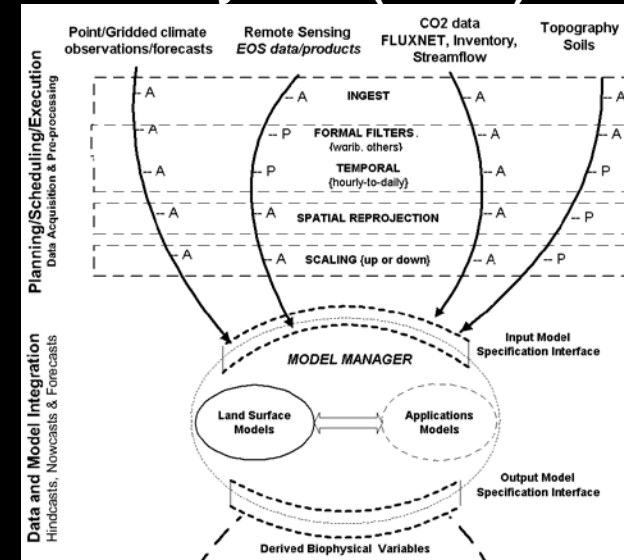 Point/Gridded climate
observations/forecasts
Remote Sensing
EOS data/products
CO2 data
FLUXNET, Inventory,
Streamflow
Topography
Soils
Planning/Scheduling/Execution
Data Acquisition & Pre-processing
-- A
INGEST
-- A
-- A
-- A
-- A
-- P
FORMAL FILTERS.
{warib. others}
-- A
-- A
-- A
-- P
TEMPORAL
{hourly-to-daily}
-- A
-- P
-- A
-- A
SPATIAL REPROJECTION
-- A
-- P
-- A
-- A
SCALING {up or down}
-- A
-- P
Data and Model Integration
Hindcasts, Nowcasts & Forecasts
Input Model
Specification Interface
MODEL MANAGER
Land Surface
Models
Applications
Models
Output Model
Specification Interface
Derived Biophysical Variables